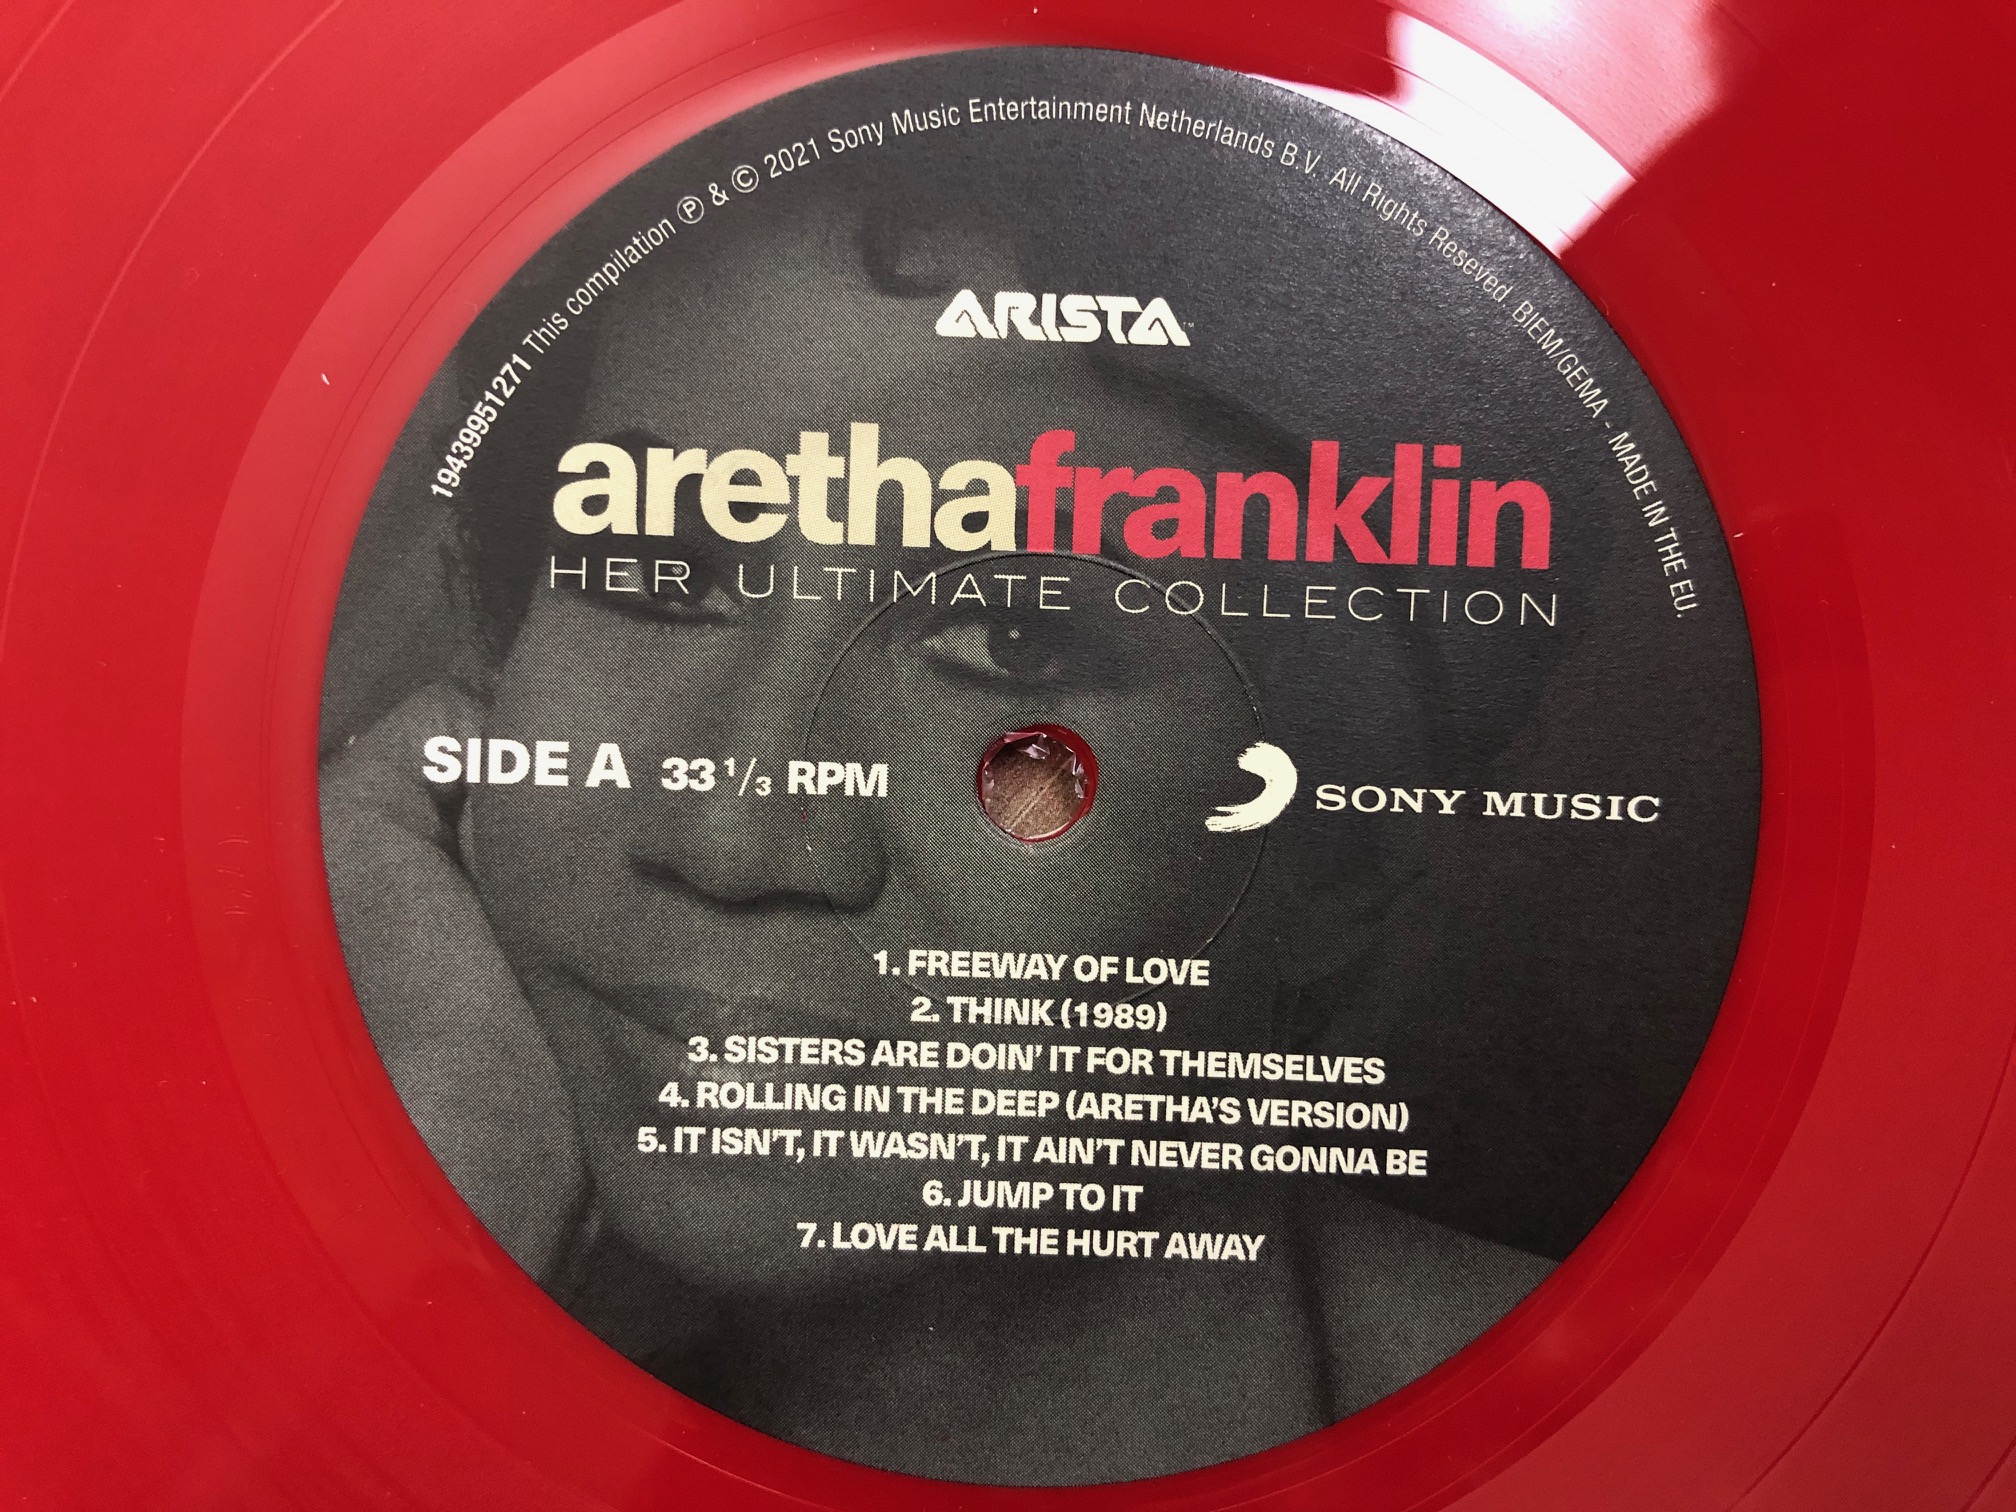 19439951271 This compilation ℗ & © 2021 Sony Music Entertainment Netherlands B.V. All Rights Reseved BIEM/GEMA - MADE IN THE EU.
ARISTA™
arethafranklin
HER ULTIMATE COLLECTION
SIDE A 33 1/3 RPM
SONY MUSIC
1. FREEWAY OF LOVE
2. THINK (1989)
3. SISTERS ARE DOIN' IT FOR THEMSELVES
4. ROLLING IN THE DEEP (ARETHA'S VERSION)
5. IT ISN'T, IT WASN'T, IT AIN'T NEVER GONNA BE
6. JUMP TO IT
7. LOVE ALL THE HURT AWAY